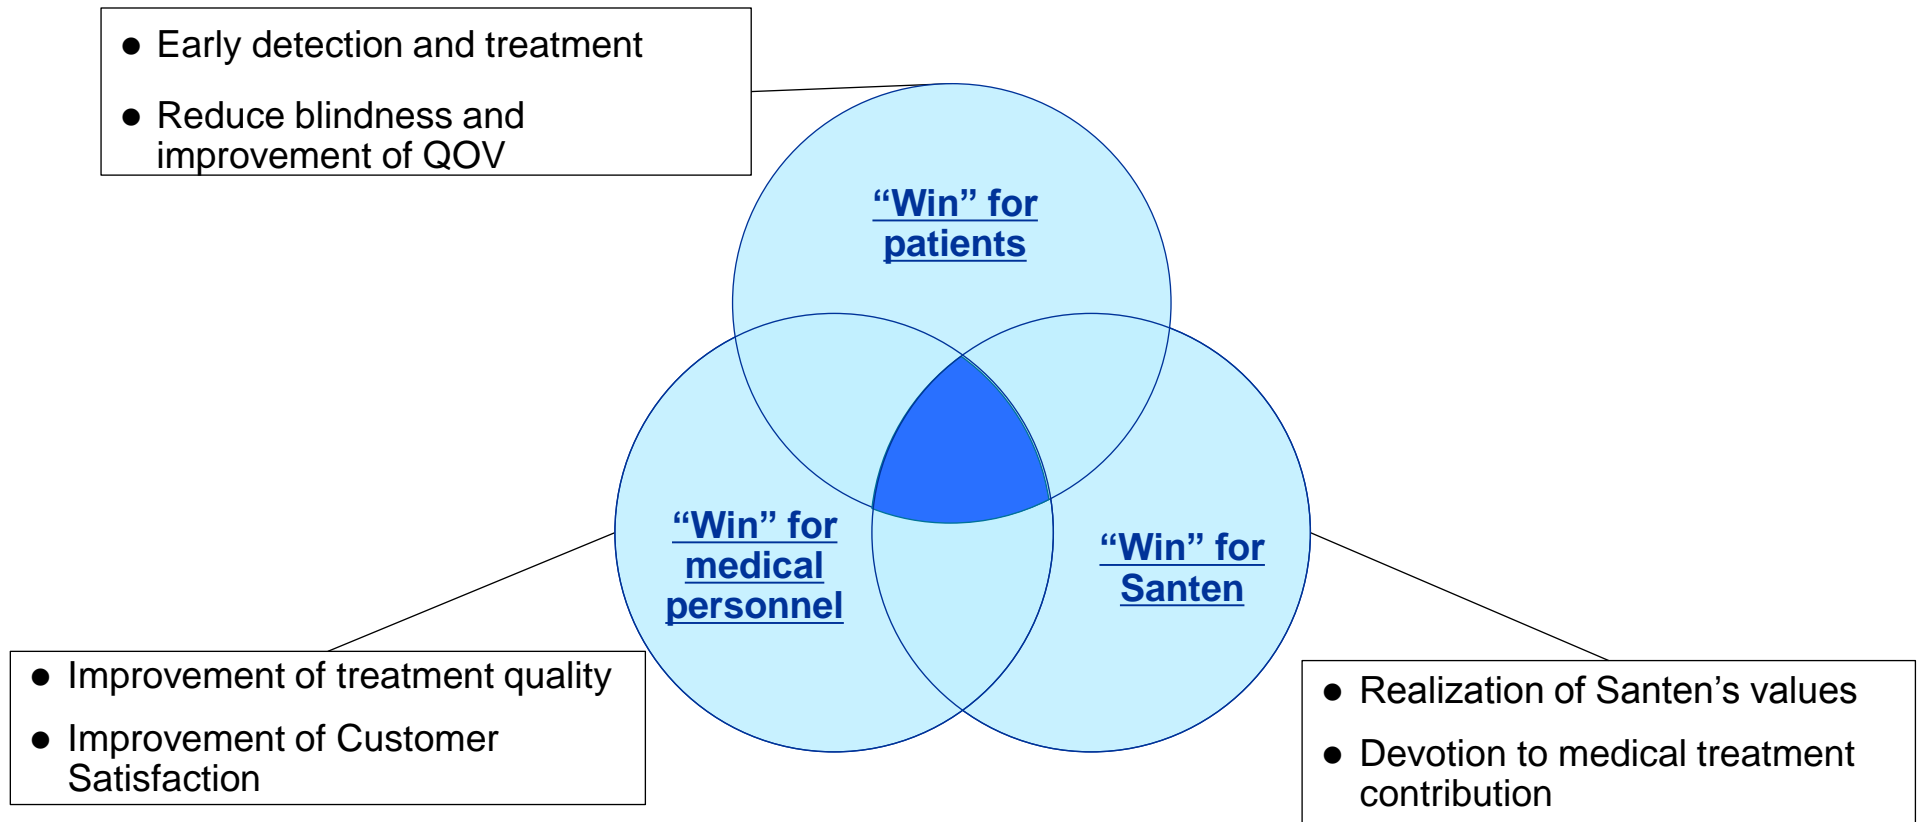 ● Early detection and treatment
● Reduce blindness and
improvement of QOV
“Win” for
patients
“Win” for
medical
personnel
“Win” for
Santen
● Improvement of treatment quality
● Improvement of Customer
Satisfaction
● Realization of Santen’s values
● Devotion to medical treatment
contribution